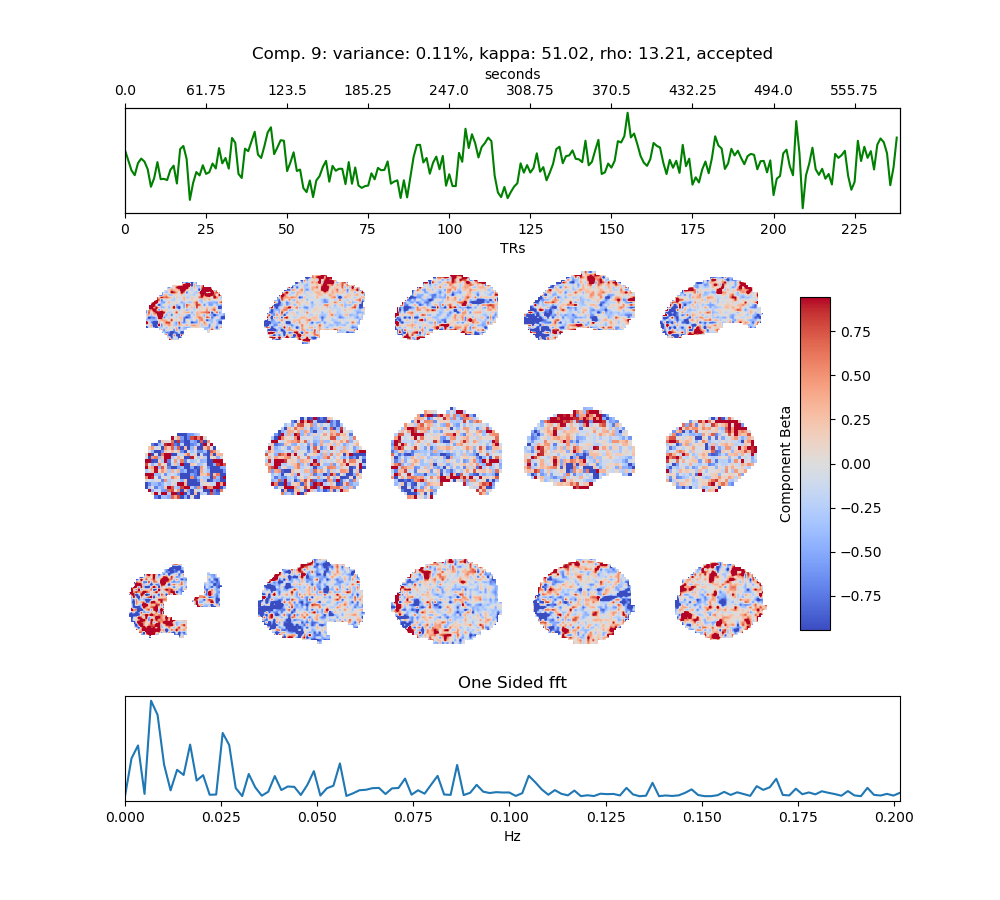 Comp. 9: variance: 0.11%, kappa: 51.02, rho: 13.21, accepted
seconds
0.0 61.75 123.5 185.25 247.0 308.75 370.5 432.25 494.0 555.75
0 25 50 75 100 125 150 175 200 225
TRs
0.75
0.50
0.25
0.00
−0.25
−0.50
−0.75
Component Beta
One Sided fft
0.000 0.025 0.050 0.075 0.100 0.125 0.150 0.175 0.200
Hz